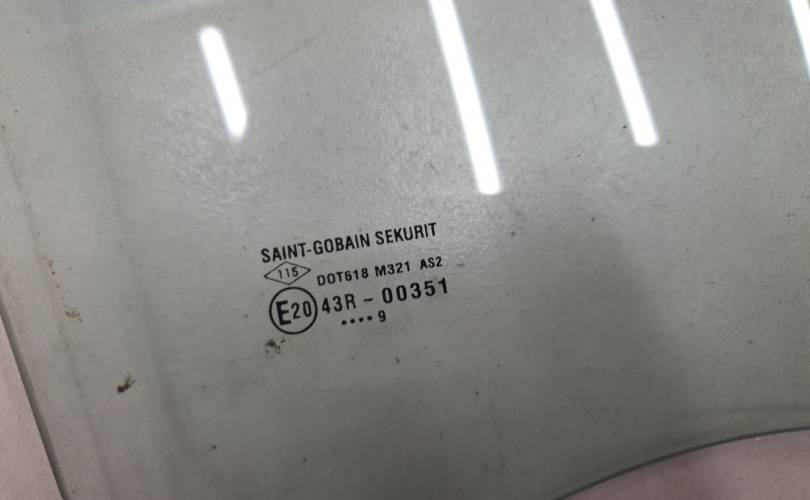 SAINT-GOBAIN SEKURIT
115 DOT618 M321 AS2
E20 43R - 00351
•••• 9